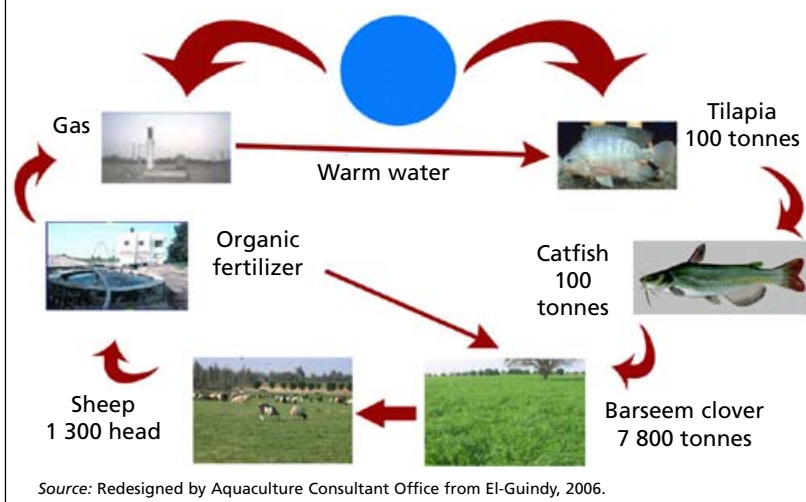 Gas
Tilapia
100 tonnes
Warm water
Organic
fertilizer
Catfish
100
tonnes
Sheep
1 300 head
Barseem clover
7 800 tonnes
Source: Redesigned by Aquaculture Consultant Office from El-Guindy, 2006.